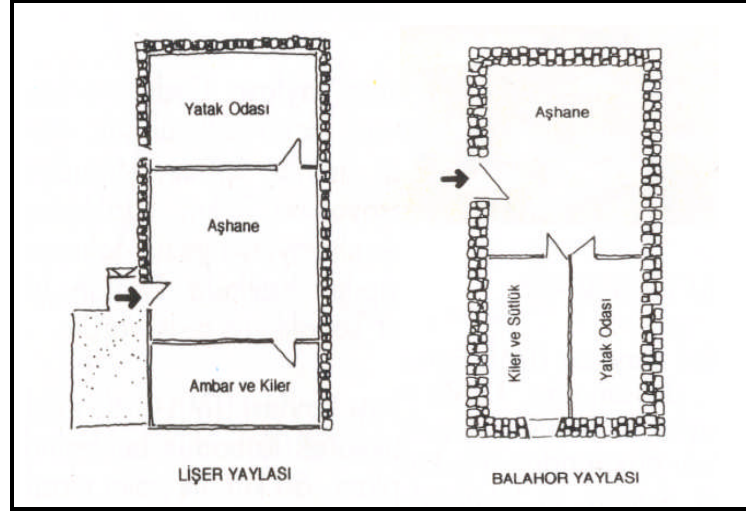 Yatak Odası
Aşhane
Ambar ve Kiler
LİŞER YAYLASI
Aşhane
Kiler ve Sütlük
Yatak Odası
BALAHOR YAYLASI